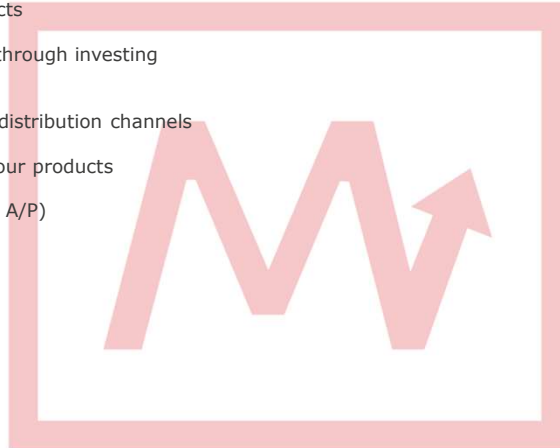 cts
through investing
distribution channels
our products
A/P)